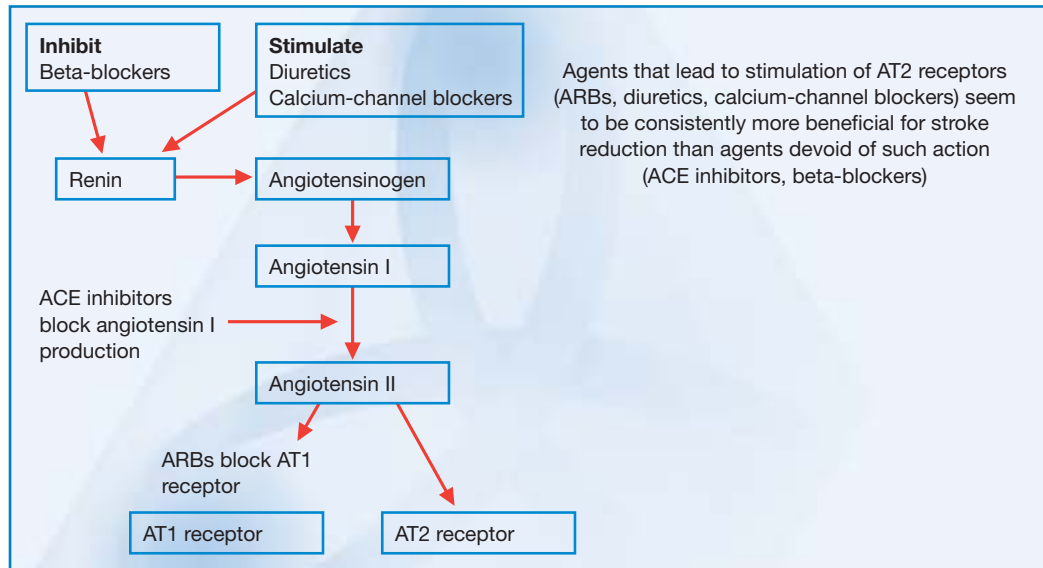 Inhibit
Beta-blockers
Stimulate
Diuretics
Calcium-channel blockers
Agents that lead to stimulation of AT2 receptors
(ARBs, diuretics, calcium-channel blockers) seem
to be consistently more beneficial for stroke
reduction than agents devoid of such action
(ACE inhibitors, beta-blockers)
Renin
Angiotensinogen
Angiotensin I
ACE inhibitors
block angiotensin I
production
Angiotensin II
ARBs block AT1
receptor
AT1 receptor
AT2 receptor